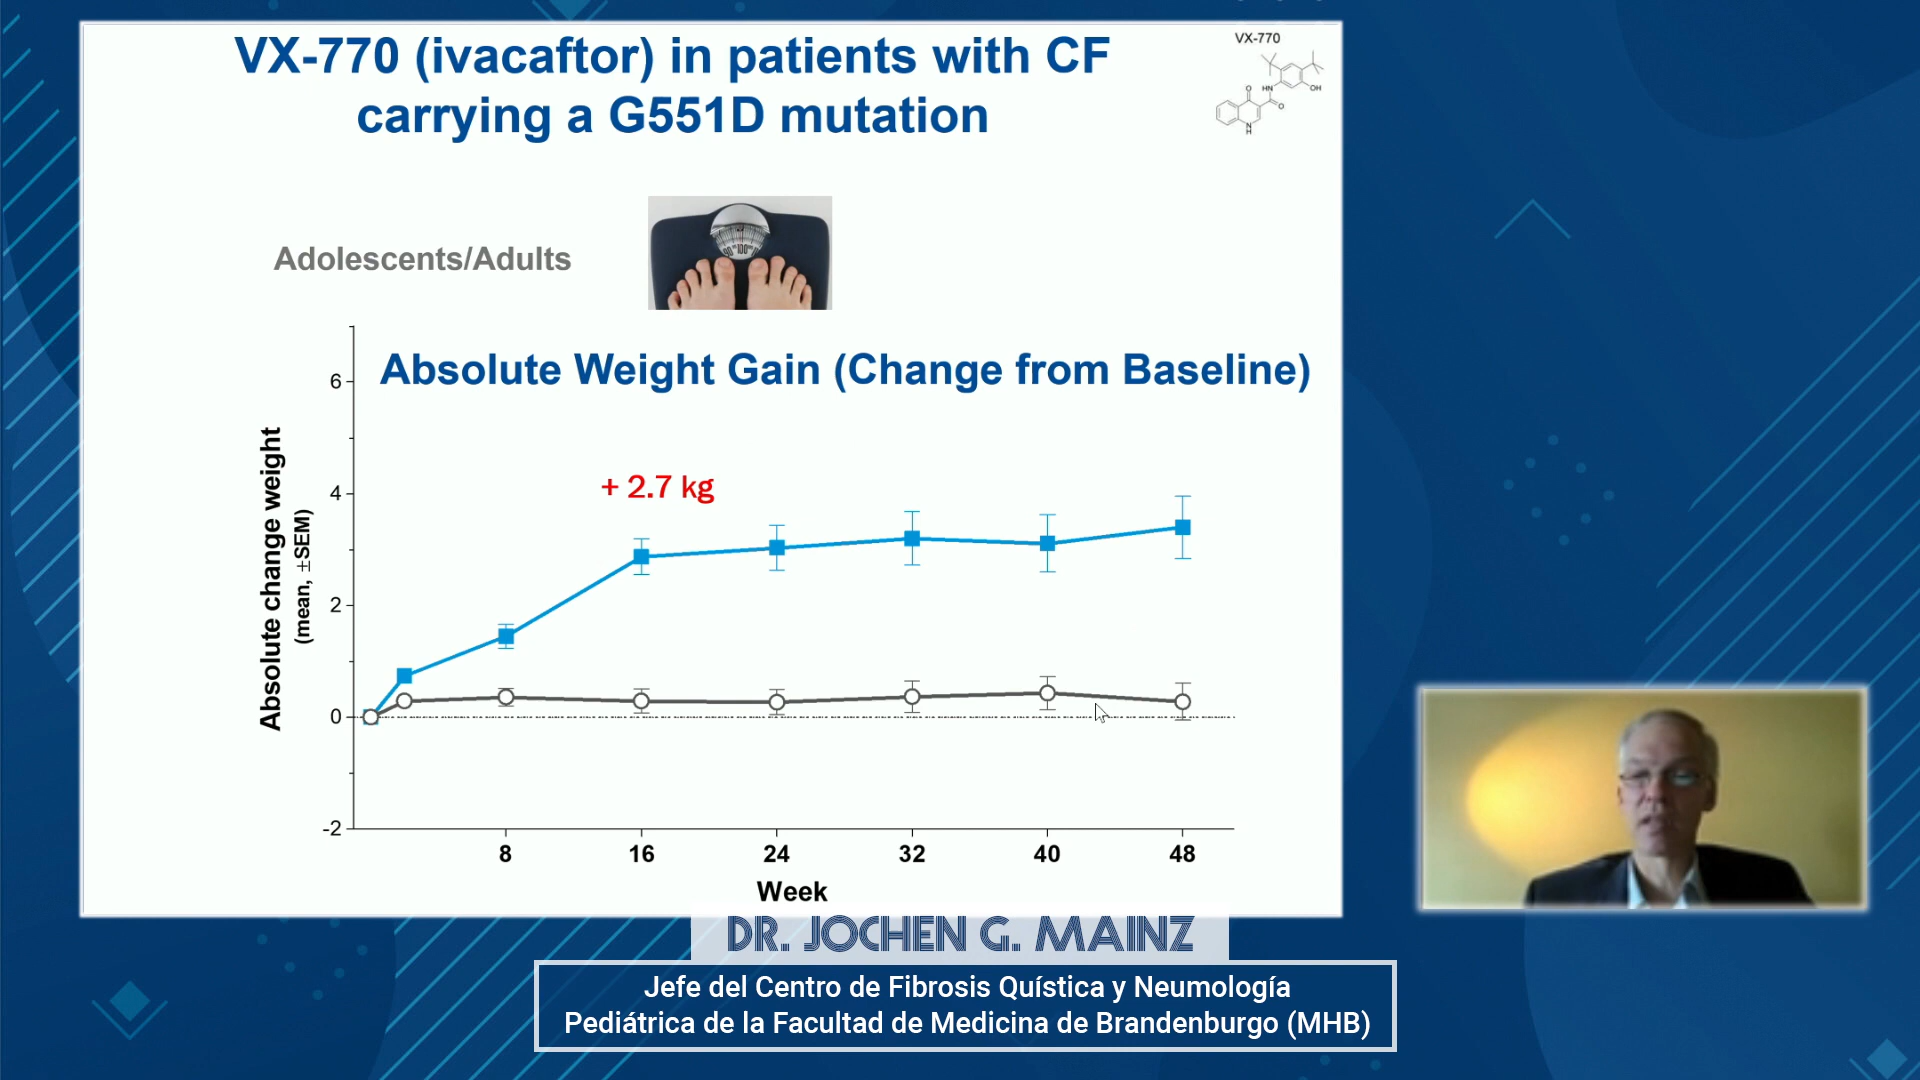 VX-770 (ivacaftor) in patients with CF
carrying a G551D mutation
VX-770
O
HN
O
OH
N
H
Adolescents/Adults
Absolute Weight Gain (Change from Baseline)
Absolute change weight
(mean, ±SEM)
+ 2.7 kg
6
4
2
0
-2
8 16 24 32 40 48
Week
DR. JOCHEN G. MAINZ
Jefe del Centro de Fibrosis Quística y Neumología
Pediátrica de la Facultad de Medicina de Brandenburgo (MHB)